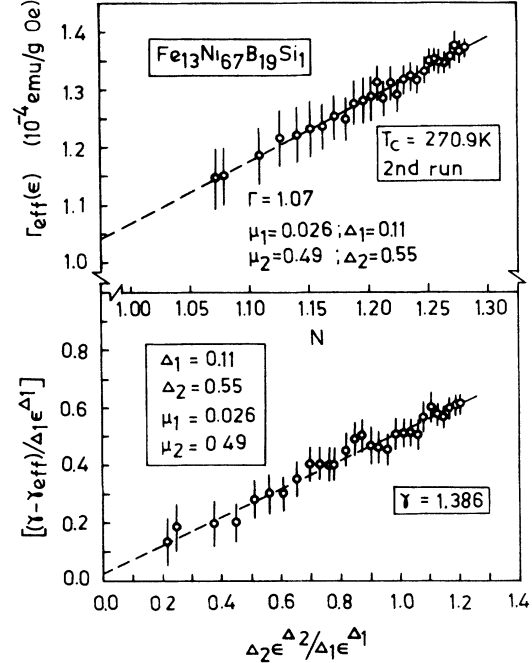 1.4
1.3
1.2
1.1
1.0
Γeff(ϵ) (10⁻⁴ emu/g Oe)
Fe13Ni67B19Si1
Tc = 270.9K
2nd run
Γ = 1.07
μ1 = 0.026 ; Δ1 = 0.11
μ2 = 0.49 ; Δ2 = 0.55
1.00 1.05 1.10 1.15 1.20 1.25 1.30
N
0.8
0.6
0.4
0.2
0.0
[(γ-γeff)/Δ1ϵ^Δ1]
Δ1 = 0.11
Δ2 = 0.55
μ1 = 0.026
μ2 0 49
γ = 1.386
0.0 0.2 0.4 0.6 0.8 1.0 1.2 1.4
Δ2ϵ^Δ2/Δ1ϵ^Δ1